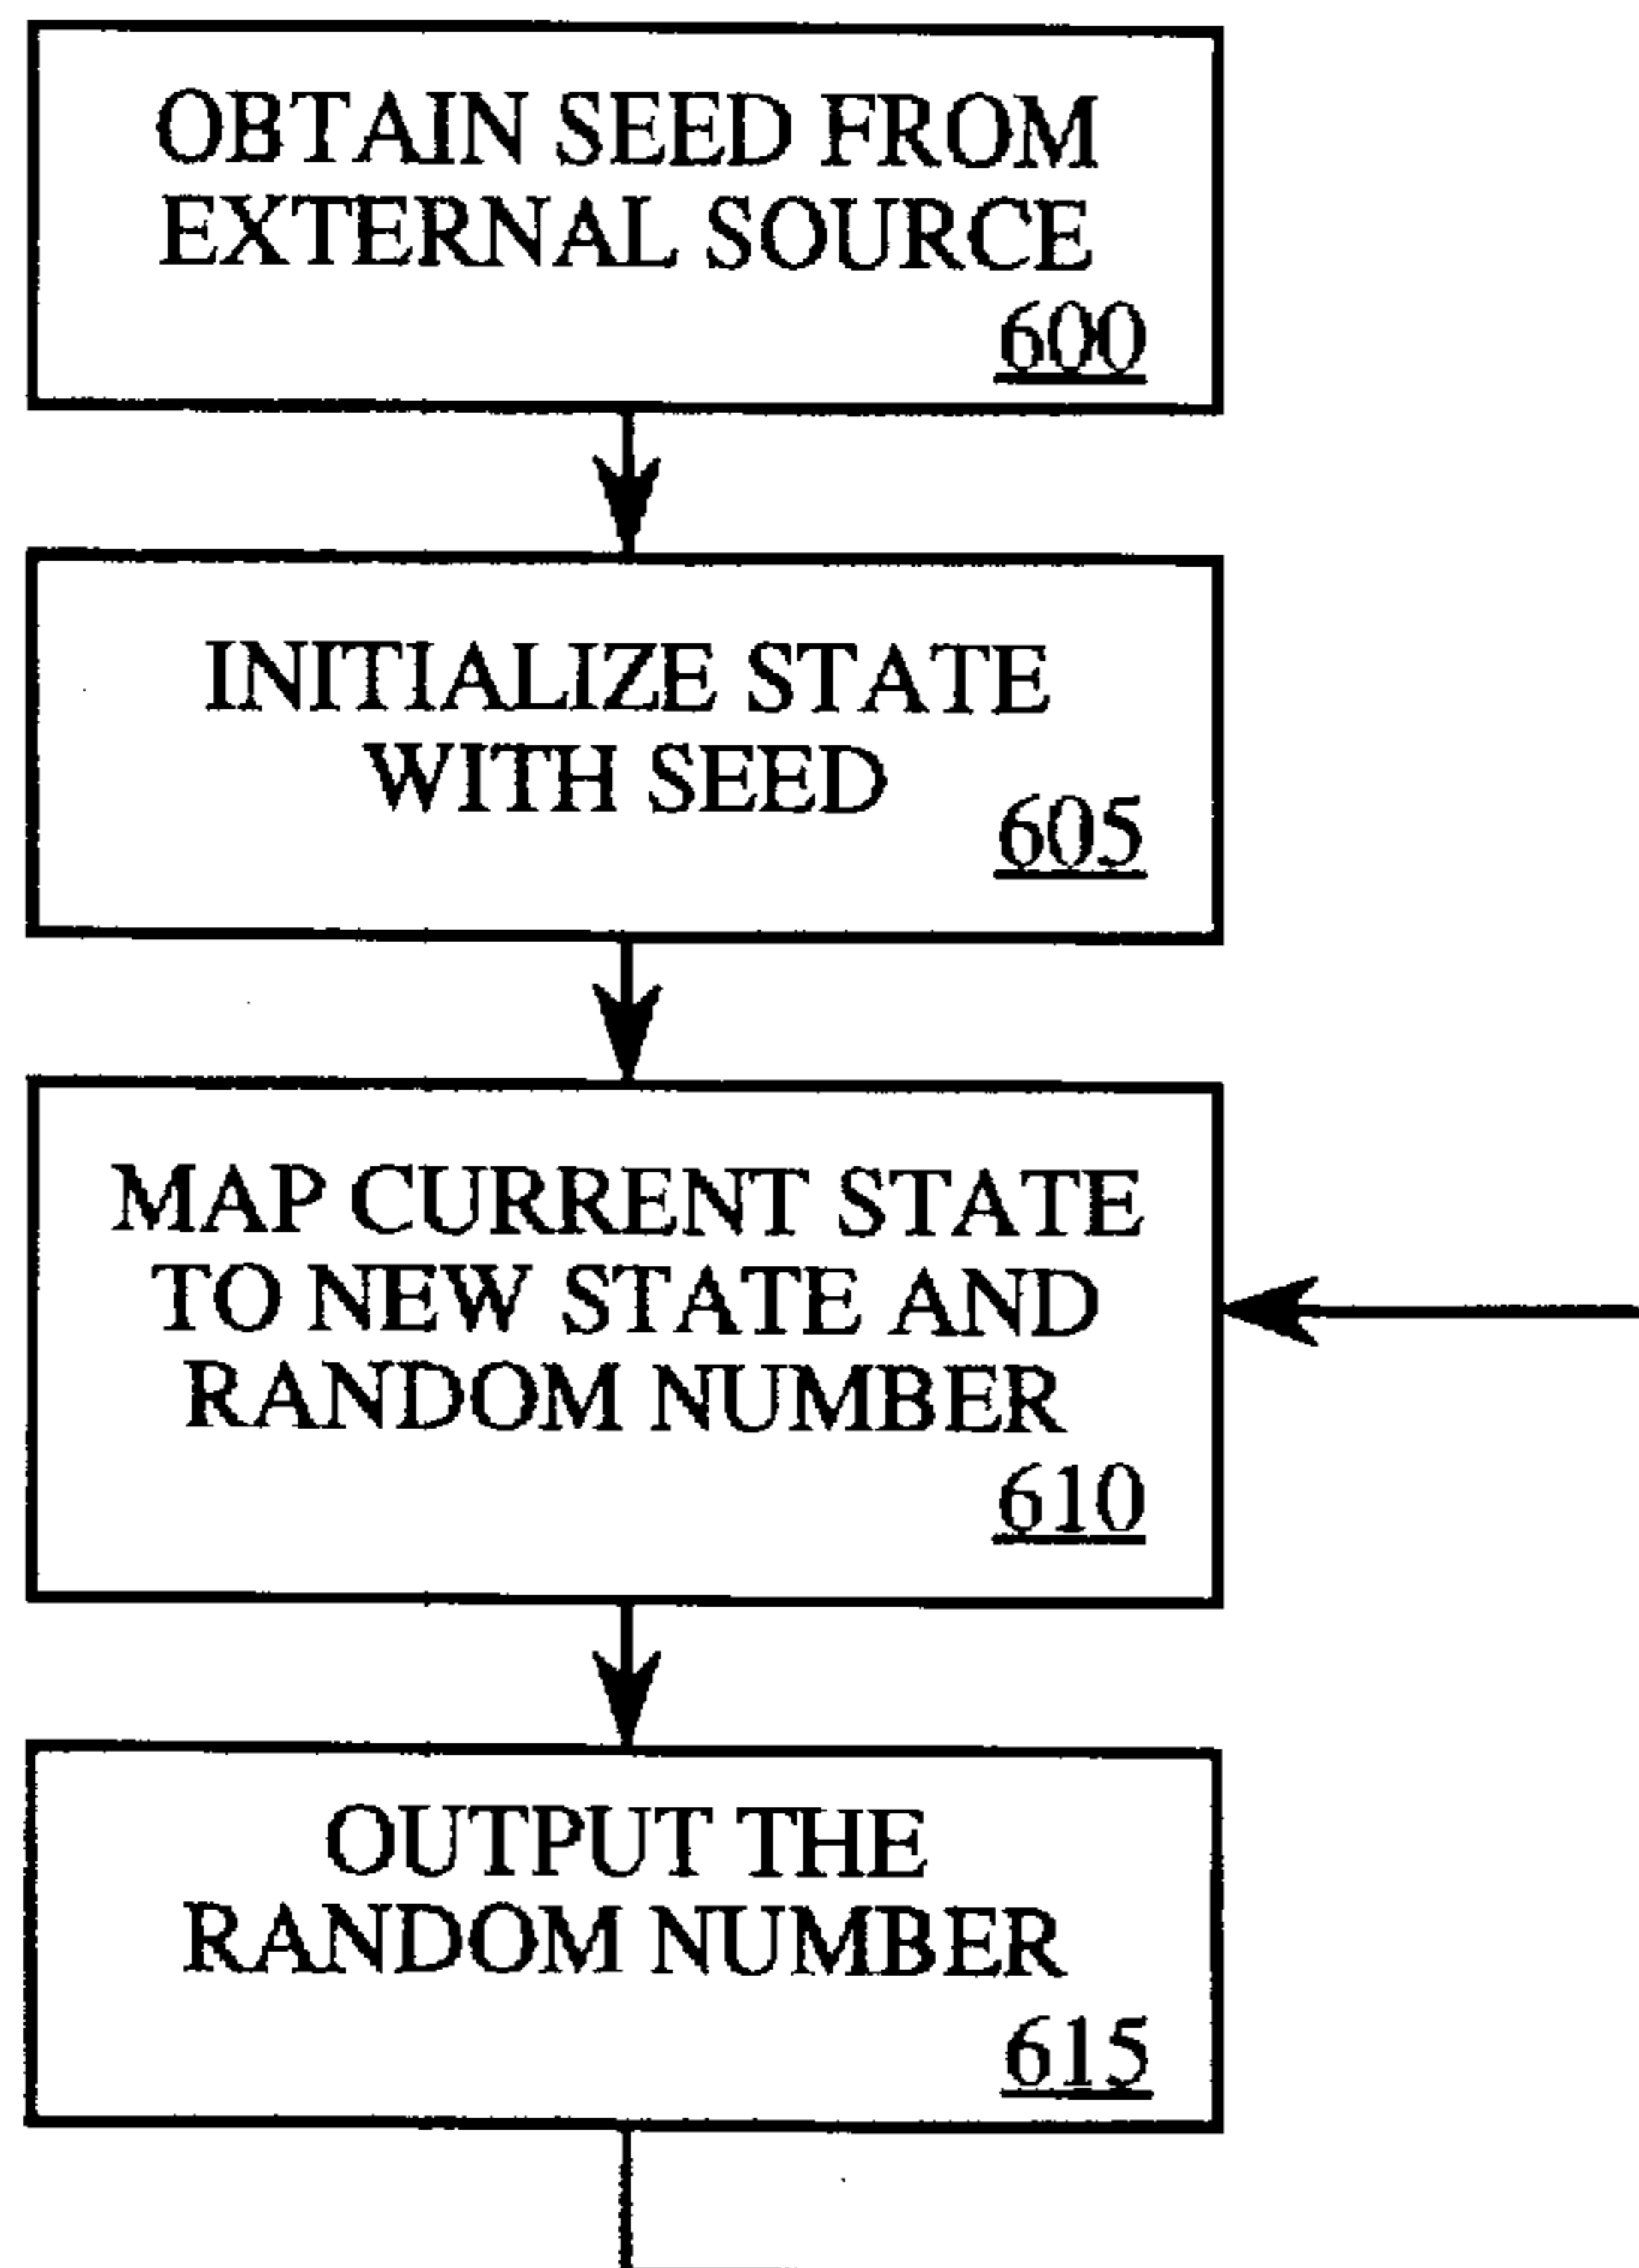 OBTAIN SEED FROM
EXTERNAL SOURCE
600
INITIALIZE STATE
WITH SEED
605
MAP CURRENT STATE
TO NEW STATE AND
RANDOM NUMBER
610
OUTPUT THE
RANDOM NUMBER
615